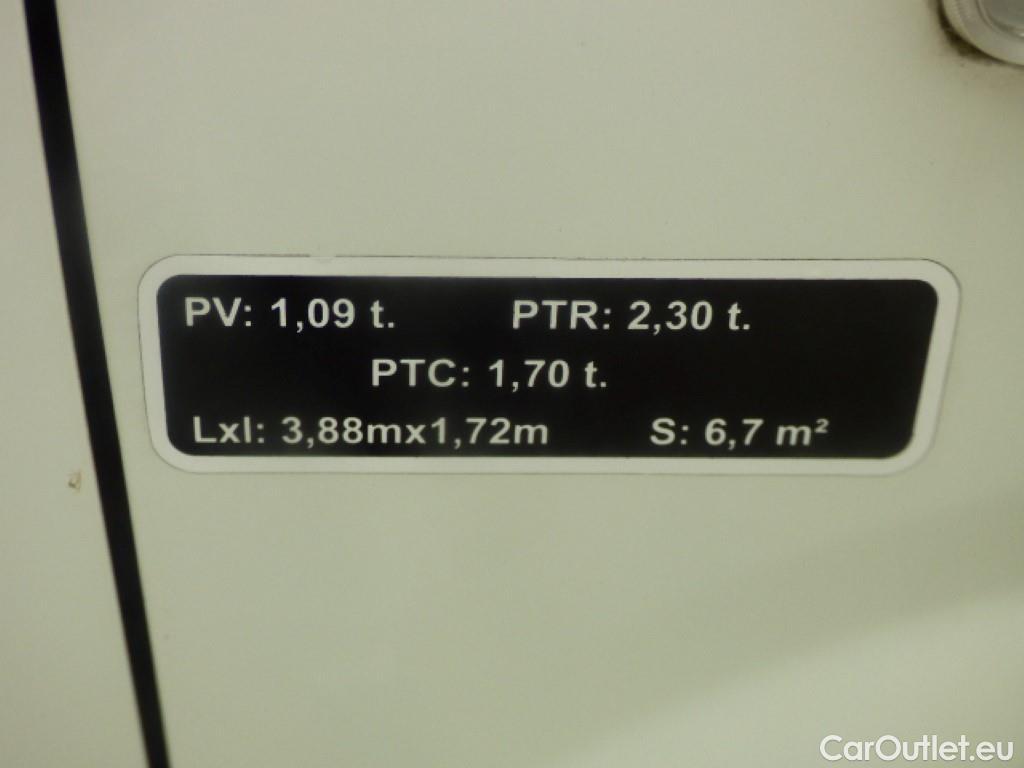 PV: 1,09 t. PTR: 2,30 t.
PTC: 1,70 t.
Lxl: 3,88mx1,72m S: 6,7 m²
CarOutlet.eu